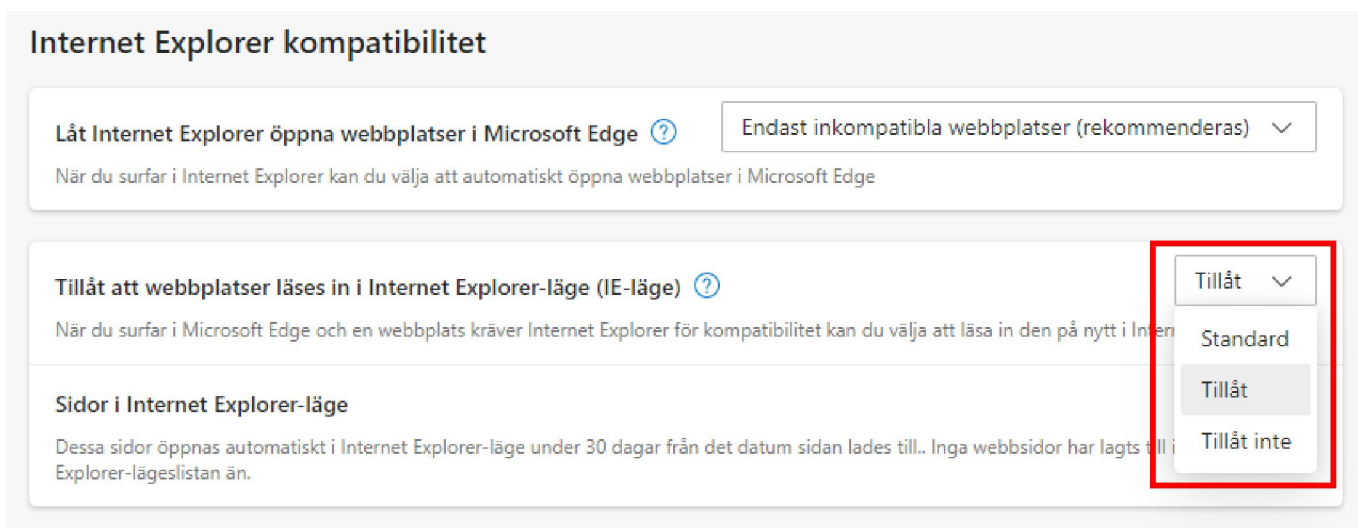 Internet Explorer kompatibilitet
Låt Internet Explorer öppna webbplatser i Microsoft Edge
Endast inkompatibla webbplatser (rekommenderas)
När du surfar i Internet Explorer kan du välja att automatiskt öppna webbplatser i Microsoft Edge
Tillåt att webbplatser läses in i Internet Explorer-läge (IE-läge)
Tillåt
När du surfar i Microsoft Edge och en webbplats kräver Internet Explorer för kompatibilitet kan du välja att läsa in den på nytt i
Standard
Tillåt
Tillåt inte
Sidor i Internet Explorer-läge
Dessa sidor öppnas automatiskt i Internet Explorer-läge under 30 dagar från det datum sidan lades till.. Inga webbsidor har lagts till
Explorer-lägeslistan än.